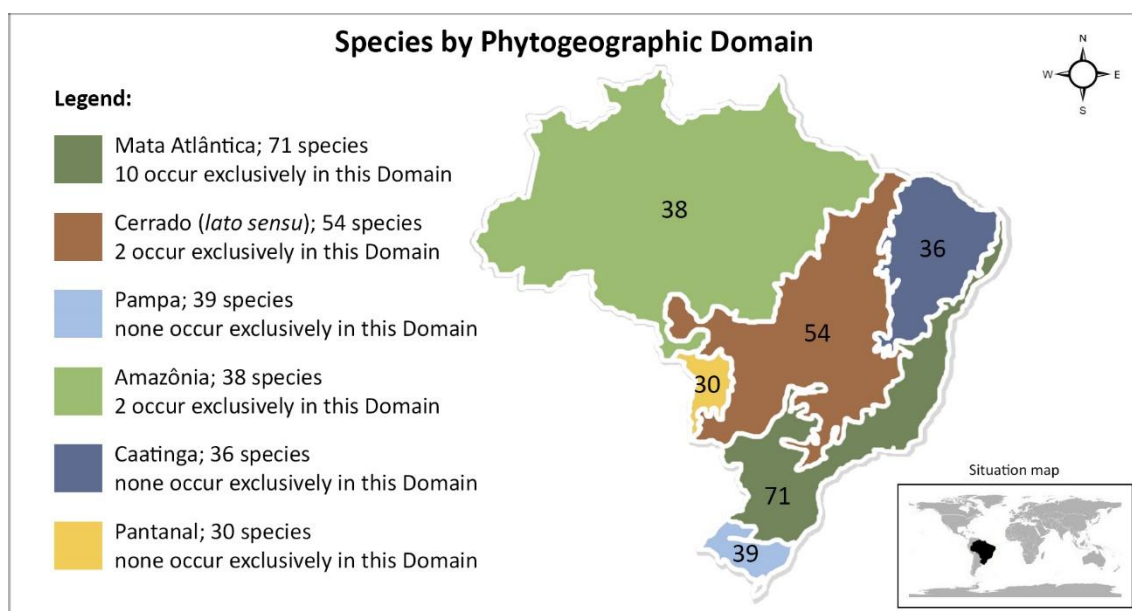 Species by Phytogeographic Domain
N
W E
S
Legend:
Mata Atlântica; 71 species
10 occur exclusively in this Domain
Cerrado (lato sensu); 54 species
2 occur exclusively in this Domain
Pampa; 39 species
none occur exclusively in this Domain
Amazônia; 38 species
2 occur exclusively in this Domain
Caatinga; 36 species
none occur exclusively in this Domain
Pantanal; 30 species
none occur exclusively in this Domain
38
36
54
30
71
39
Situation map